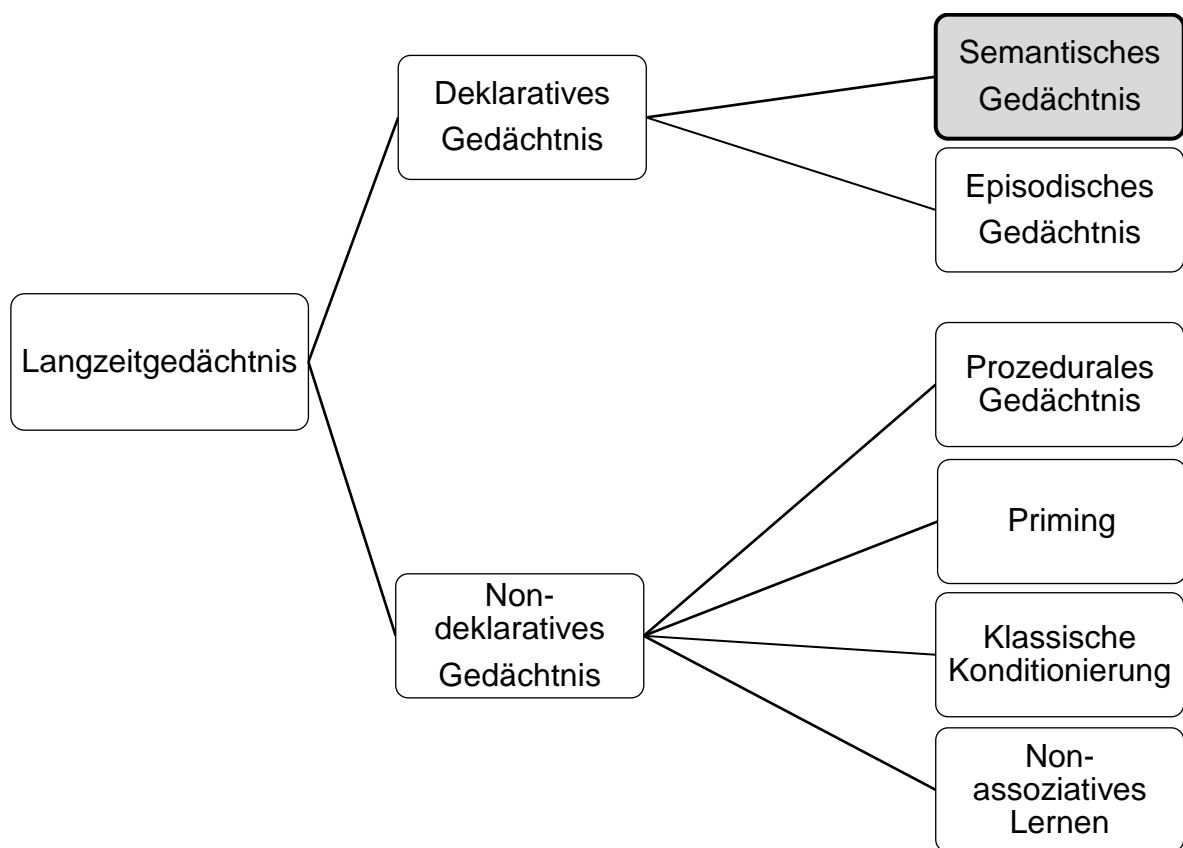 Semantisches
Gedächtnis
Deklaratives
Gedächtnis
Episodisches
Gedächtnis
Langzeitgedächtnis
Prozedurales
Gedächtnis
Priming
Non-
deklaratives
Gedächtnis
Klassische
Konditionierung
Non-
assoziatives
Lernen